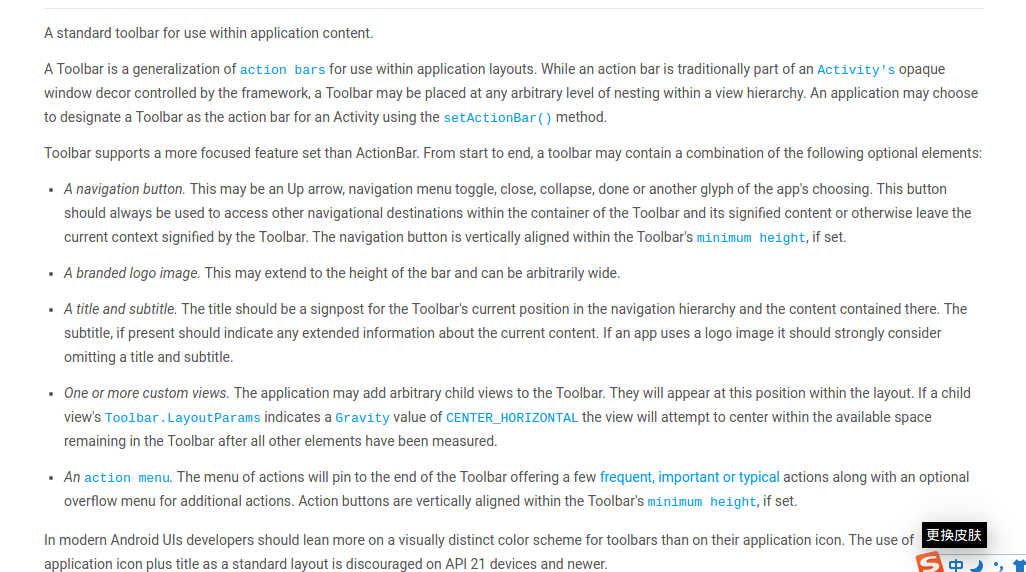 A standard toolbar for use within application content.
A Toolbar is a generalization of action bars for use within application layouts. While an action bar is traditionally part of an Activity's opaque
window decor controlled by the framework, a Toolbar may be placed at any arbitrary level of nesting within a view hierarchy. An application may choose
to designate a Toolbar as the action bar for an Activity using the setActionBar() method.
Toolbar supports a more focused feature set than ActionBar. From start to end, a toolbar may contain a combination of the following optional elements:
• A navigation button. This may be an Up arrow, navigation menu toggle, close, collapse, done or another glyph of the app's choosing. This button
should always be used to access other navigational destinations within the container of the Toolbar and its signified content or otherwise leave the
current context signified by the Toolbar. The navigation button is vertically aligned within the Toolbar's minimum height, if set.
• A branded logo image. This may extend to the height of the bar and can be arbitrarily wide.
• A title and subtitle. The title should be a signpost for the Toolbar's current position in the navigation hierarchy and the content contained there. The
subtitle, if present should indicate any extended information about the current content. If an app uses a logo image it should strongly consider
omitting a title and subtitle.
• One or more custom views. The application may add arbitrary child views to the Toolbar. They will appear at this position within the layout. If a child
view's Toolbar.LayoutParams indicates a Gravity value of CENTER_HORIZONTAL the view will attempt to center within the available space
remaining in the Toolbar after all other elements have been measured.
• An action menu. The menu of actions will pin to the end of the Toolbar offering a few frequent, important or typical actions along with an optional
overflow menu for additional actions. Action buttons are vertically aligned within the Toolbar's minimum height, if set.
更换皮肤
In modern Android UIs developers should lean more on a visually distinct color scheme for toolbars than on their application icon. The use of
application icon plus title as a standard layout is discouraged on API 21 devices and newer.
S 中